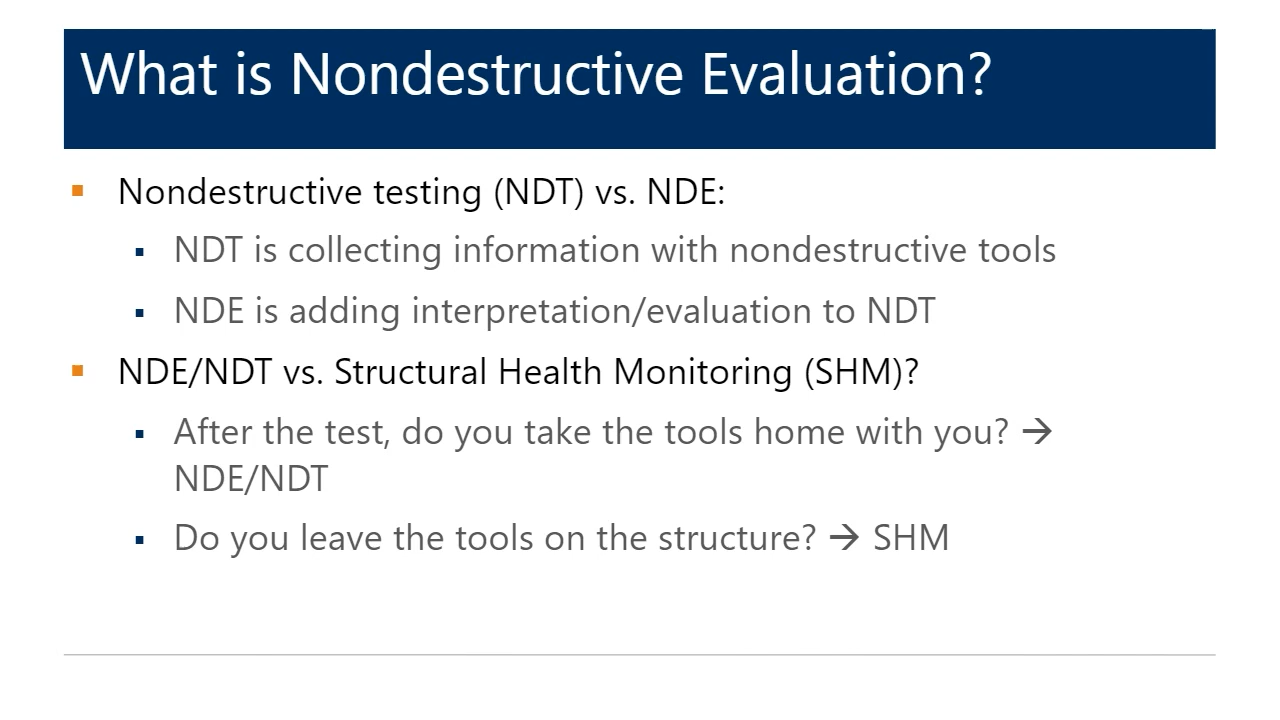 What is Nondestructive Evaluation?
▪ Nondestructive testing (NDT) vs. NDE:
▪ NDT is collecting information with nondestructive tools
▪ NDE is adding interpretation/evaluation to NDT
▪ NDE/NDT vs. Structural Health Monitoring (SHM)?
▪ After the test, do you take the tools home with you? →
NDE/NDT
▪ Do you leave the tools on the structure? → SHM